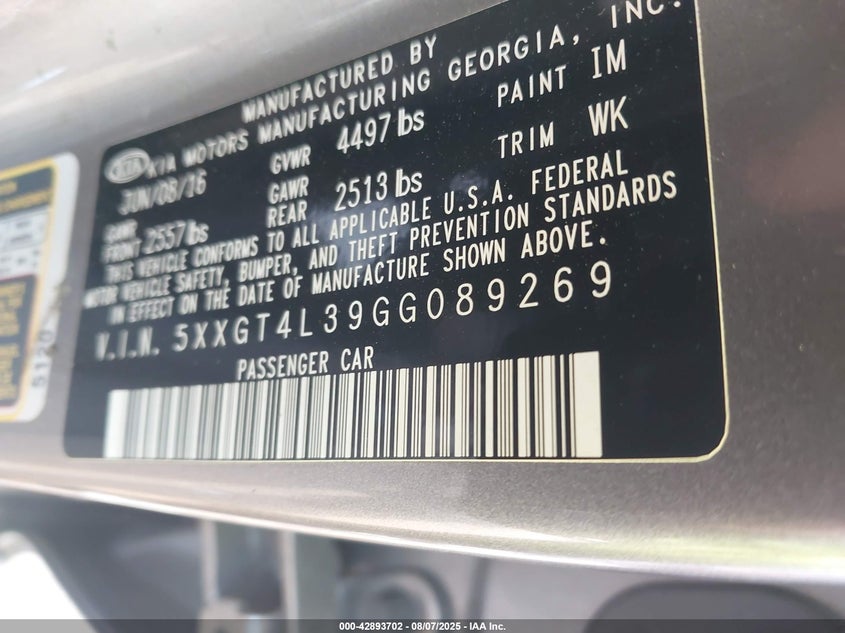 MANUFACTURED BY
KIA KIA MOTORS MANUFACTURING GEORGIA, INC.
JUN/08/16 GVWR 4497 lbs PAINT IM
GAWR FRONT 2557 lbs GAWR REAR 2513 lbs TRIM WK
THIS VEHICLE CONFORMS TO ALL APPLICABLE U.S.A. FEDERAL
MOTOR VEHICLE SAFETY, BUMPER, AND THEFT PREVENTION STANDARDS
IN EFFECT ON THE DATE OF MANUFACTURE SHOWN ABOVE.
V.I.N. 5XXGT4L39GG089269
PASSENGER CAR
5120
000-42893702 - 08/07/2025 - IAA Inc.